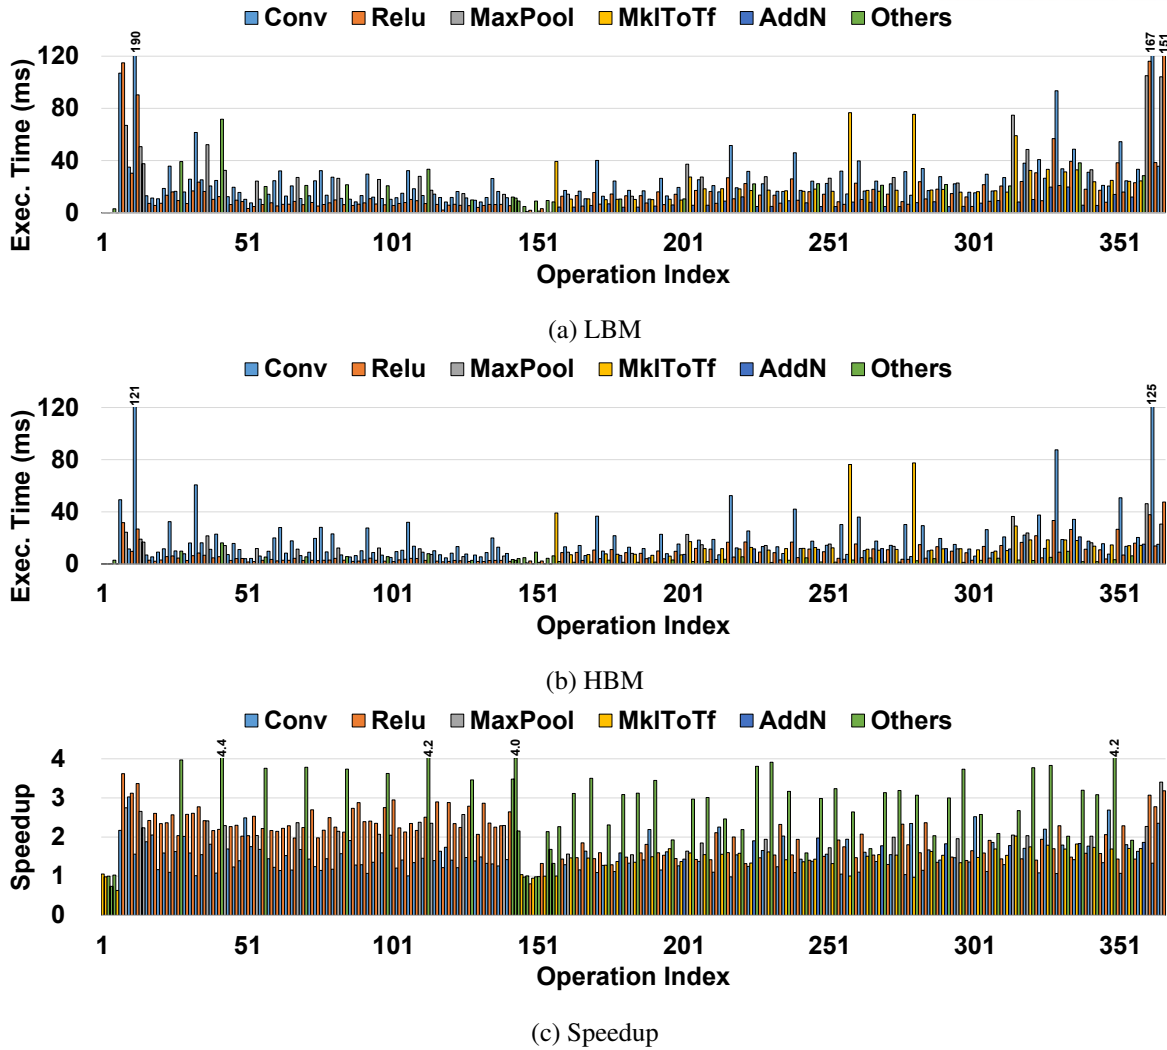 Conv Relu MaxPool MklToTf AddN Others
190
167
151
120
80
40
0
Exec. Time (ms)
1 51 101 151 201 251 301 351
Operation Index
(a) LBM
Conv Relu MaxPool MklToTf AddN Others
121
125
120
80
40
0
Exec. Time (ms)
1 51 101 151 201 251 301 351
Operation Index
(b) HBM
Conv Relu MaxPool MklToTf AddN Others
4.4
4.2
4.0
4.2
4
3
2
1
0
Speedup
1 51 101 151 201 251 301 351
Operation Index
(c) Speedup